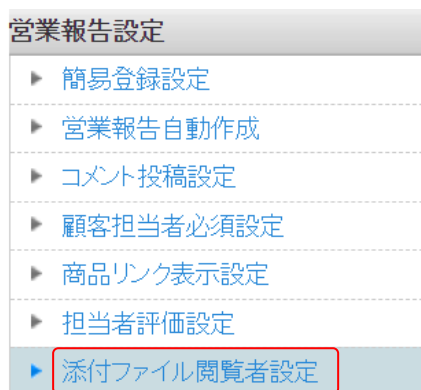 営業報告設定
簡易登録設定
営業報告自動作成
コメント投稿設定
顧客担当者必須設定
商品リンク表示設定
担当者評価設定
添付ファイル閲覧者設定